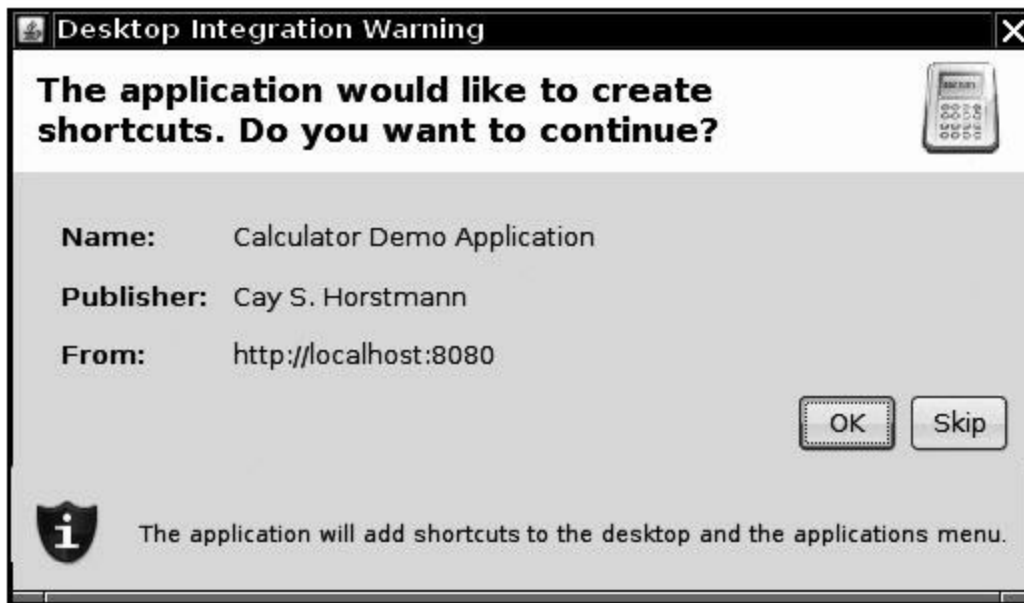 Desktop Integration Warning
The application would like to create
shortcuts. Do you want to continue?
Name: Calculator Demo Application
Publisher: Cay S. Horstmann
From: http://localhost:8080
OK Skip
The application will add shortcuts to the desktop and the applications menu.